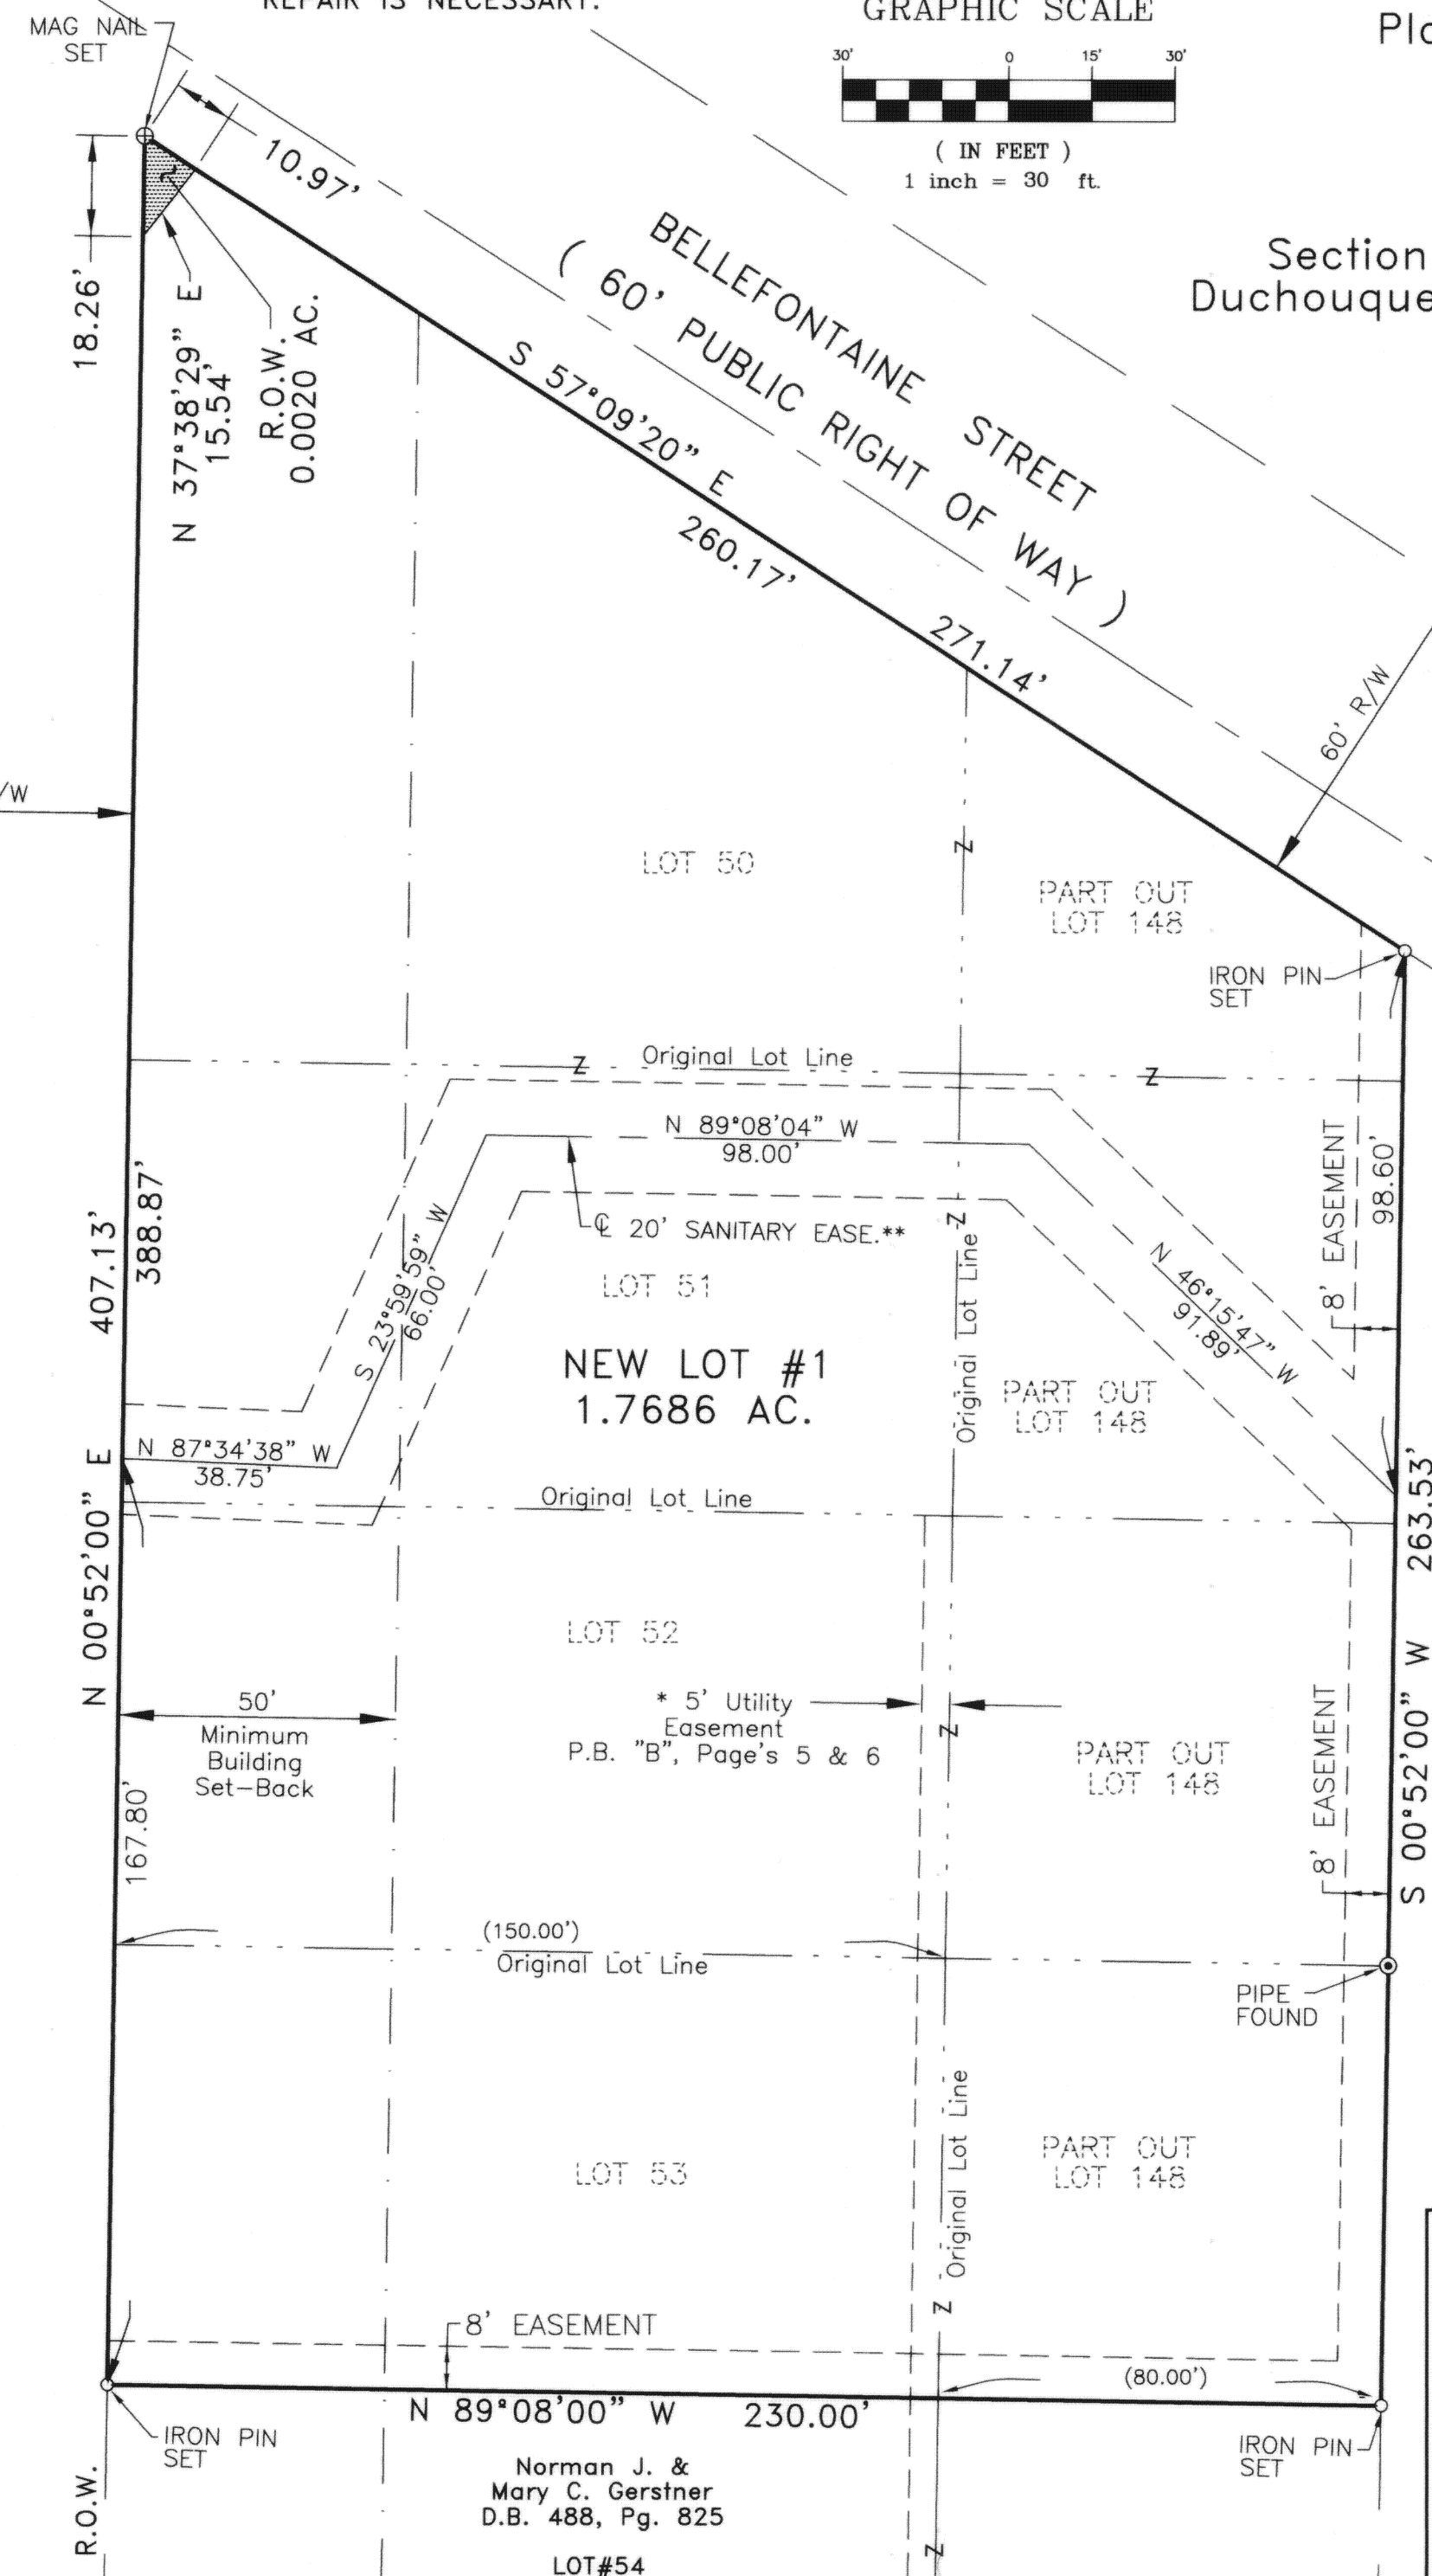 REPAIR IS NECESSARY.
MAG NAIL
SET
GRAPHIC SCALE
30' 0 15' 30'
( IN FEET )
1 inch = 30 ft.
10.97'
18.26'
N 37°38'29" E
15.54'
R.O.W.
0.0020 AC.
BELLEFONTAINE STREET
( 60' PUBLIC RIGHT OF WAY )
Section
S 57°09'20" E
260.17'
271.14'
60' R/W
/W
LOT 50
PART OUT
LOT 148
IRON PIN
SET
Original Lot Line
Z
Z
Z
N 89°08'04" W
98.00'
8' EASEMENT
98.60'
℄ 20' SANITARY EASE.**
Z
S 23°59'59" W
66.00'
LOT 51
Original Lot Line
N 46°15'47" W
91.89'
NEW LOT #1
1.7686 AC.
PART OUT
LOT 148
N 00°52'00" E 407.13'
388.87'
N 87°34'38" W
38.75'
Original Lot Line
S 00°52'00" W 263.53'
LOT 52
50'
Minimum
Building
Set-Back
* 5' Utility
Easement
P.B. "B", Page's 5 & 6
Z
PART OUT
LOT 148
8' EASEMENT
167.80'
(150.00')
Original Lot Line
PIPE
FOUND
LOT 53
Original Lot Line
PART OUT
LOT 148
Z
8' EASEMENT
(80.00')
N 89°08'00" W 230.00'
IRON PIN
SET
IRON PIN
SET
R.O.W.
Norman J. &
Mary C. Gerstner
D.B. 488, Pg. 825
LOT#54
Z